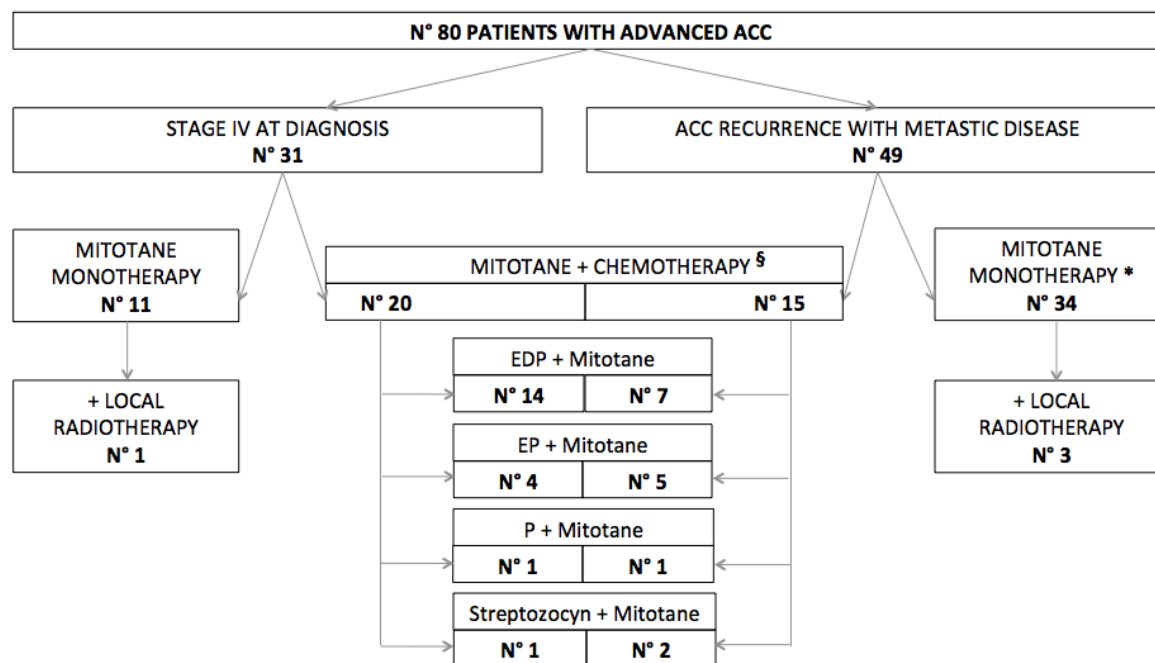 N° 80 PATIENTS WITH ADVANCED ACC
STAGE IV AT DIAGNOSIS
N° 31
ACC RECURRENCE WITH METASTIC DISEASE
N° 49
MITOTANE
MONOTHERAPY
N° 11
MITOTANE + CHEMOTHERAPY §
N° 20
N° 15
MITOTANE
MONOTHERAPY *
N° 34
+ LOCAL
RADIOTHERAPY
N° 1
EDP + Mitotane
N° 14
N° 7
+ LOCAL
RADIOTHERAPY
N° 3
EP + Mitotane
N° 4
N° 5
P + Mitotane
N° 1
N° 1
Streptozocyn + Mitotane
N° 1
N° 2